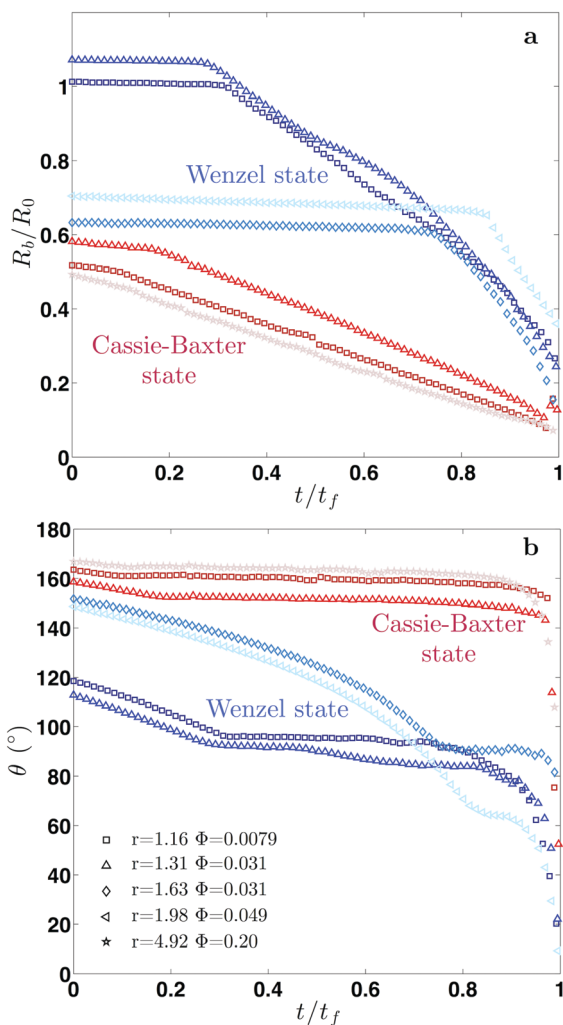 a
1
0.8
0.6
0.4
0.2
0
R_b/R_0
Wenzel state
Cassie-Baxter
state
0 0.2 0.4 0.6 0.8 1
t/t_f
b
180
160
140
120
100
80
60
40
20
0
θ (°)
Cassie-Baxter
state
Wenzel state
r=1.16 Φ=0.0079
r=1.31 Φ=0.031
r=1.63 Φ=0.031
r=1.98 Φ=0.049
r=4.92 Φ=0.20
0 0.2 0.4 0.6 0.8 1
t/t_f